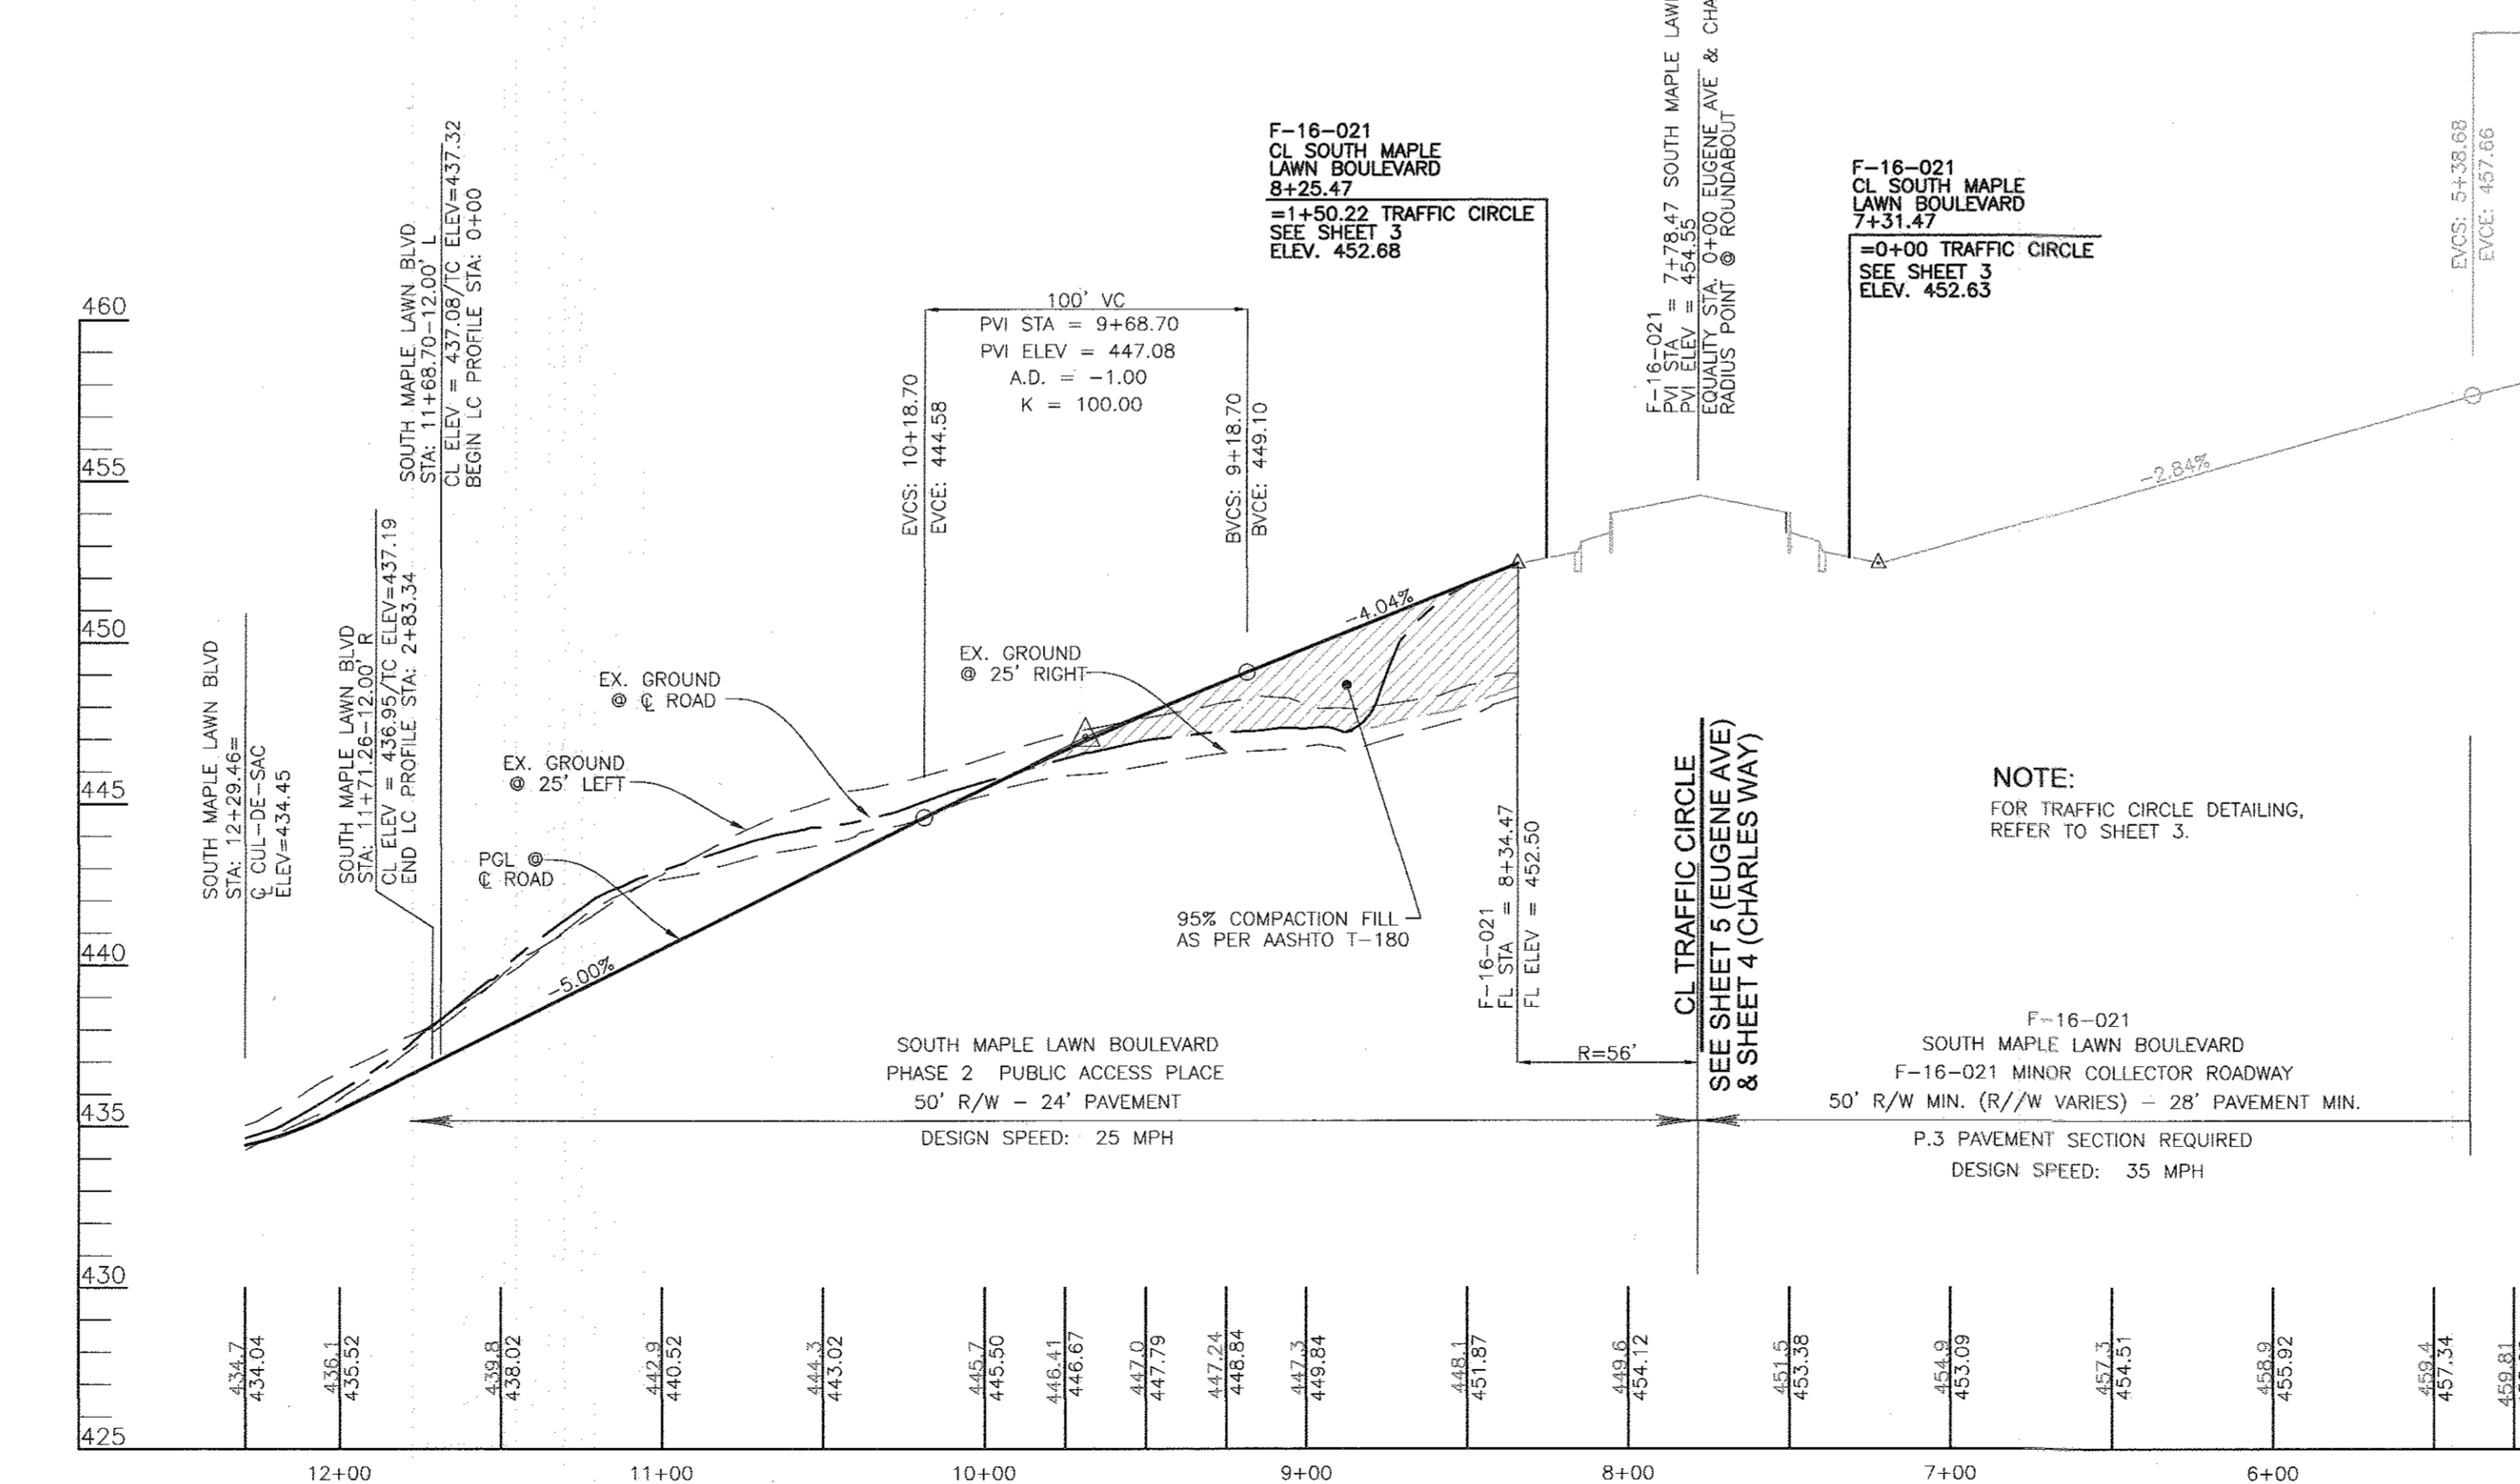 F-16-021
CL SOUTH MAPLE
LAWN BOULEVARD
8+25.47
=1+50.22 TRAFFIC CIRCLE
SEE SHEET 3
ELEV. 452.68
F-16-021
PVI STA = 7+78.47 SOUTH MAPLE
PVI ELEV = 454.55
EQUALITY STA. 0+00 EUGENE AVE &
RADIUS POINT @ ROUNDABOUT
F-16-021
CL SOUTH MAPLE
LAWN BOULEVARD
7+31.47
=0+00 TRAFFIC CIRCLE
SEE SHEET 3
ELEV. 452.63
EVCS: 5+38.68
EVCE: 457.66
SOUTH MAPLE LAWN BLVD
STA: 11+68.70-12.00' L
CL ELEV = 437.08/TC ELEV=437.32
BEGIN LC PROFILE STA: 0+00
100' VC
PVI STA = 9+68.70
PVI ELEV = 447.08
A.D. = -1.00
K = 100.00
EVCS: 10+18.70
EVCE: 444.58
BVCS: 9+18.70
BVCE: 449.10
SOUTH MAPLE LAWN BLVD
STA: 12+29.46=
℄ CUL-DE-SAC
ELEV=434.45
SOUTH MAPLE LAWN BLVD
STA: 11+71.26-12.00' R
CL ELEV = 436.95/TC ELEV=437.19
END LC PROFILE STA: 2+83.34
460
455
450
445
440
435
430
425
-2.84%
-4.04%
-5.00%
EX. GROUND
@ 25' RIGHT
EX. GROUND
@ ℄ ROAD
EX. GROUND
@ 25' LEFT
PGL @
℄ ROAD
95% COMPACTION FILL
AS PER AASHTO T-180
F-16-021
FL STA = 8+34.47
FL ELEV = 452.50
R=56'
CL TRAFFIC CIRCLE
SEE SHEET 5 (EUGENE AVE)
& SHEET 4 (CHARLES WAY)
NOTE:
FOR TRAFFIC CIRCLE DETAILING,
REFER TO SHEET 3.
SOUTH MAPLE LAWN BOULEVARD
PHASE 2 PUBLIC ACCESS PLACE
50' R/W - 24' PAVEMENT
DESIGN SPEED: 25 MPH
F-16-021
SOUTH MAPLE LAWN BOULEVARD
F-16-021 MINOR COLLECTOR ROADWAY
50' R/W MIN. (R//W VARIES) - 28' PAVEMENT MIN.
P.3 PAVEMENT SECTION REQUIRED
DESIGN SPEED: 35 MPH
434.7
434.04
436.1
435.52
439.8
438.02
442.9
440.52
444.3
443.02
445.7
445.50
446.41
446.67
447.0
447.79
447.24
448.84
447.3
449.84
448.1
451.87
449.6
454.12
451.5
453.38
454.9
453.09
457.3
454.51
458.9
455.92
459.4
457.34
459.81
12+00
11+00
10+00
9+00
8+00
7+00
6+00